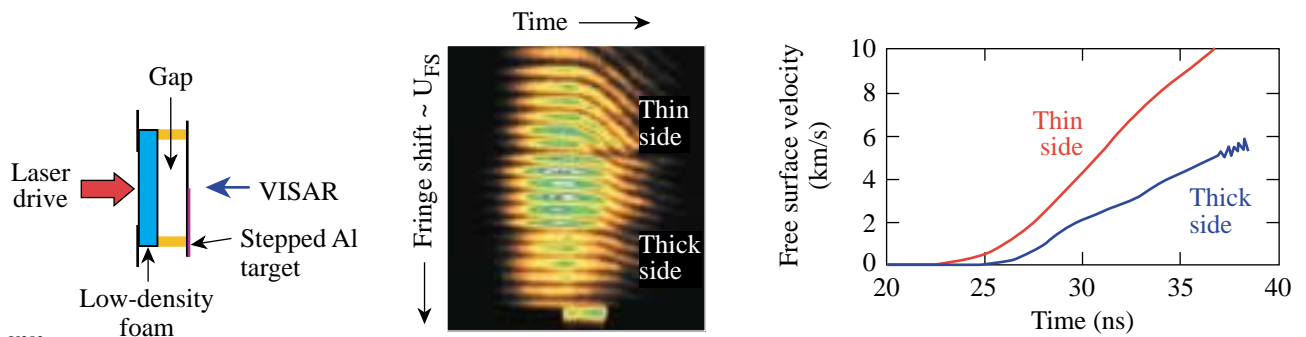 Gap
Laser
drive
VISAR
Stepped Al
target
Low-density
foam
Time
Fringe shift ~ U_FS
Thin
side
Thick
side
Free surface velocity
(km/s)
10
8
6
4
2
0
Thin
side
Thick
side
20
25
30
35
40
Time (ns)